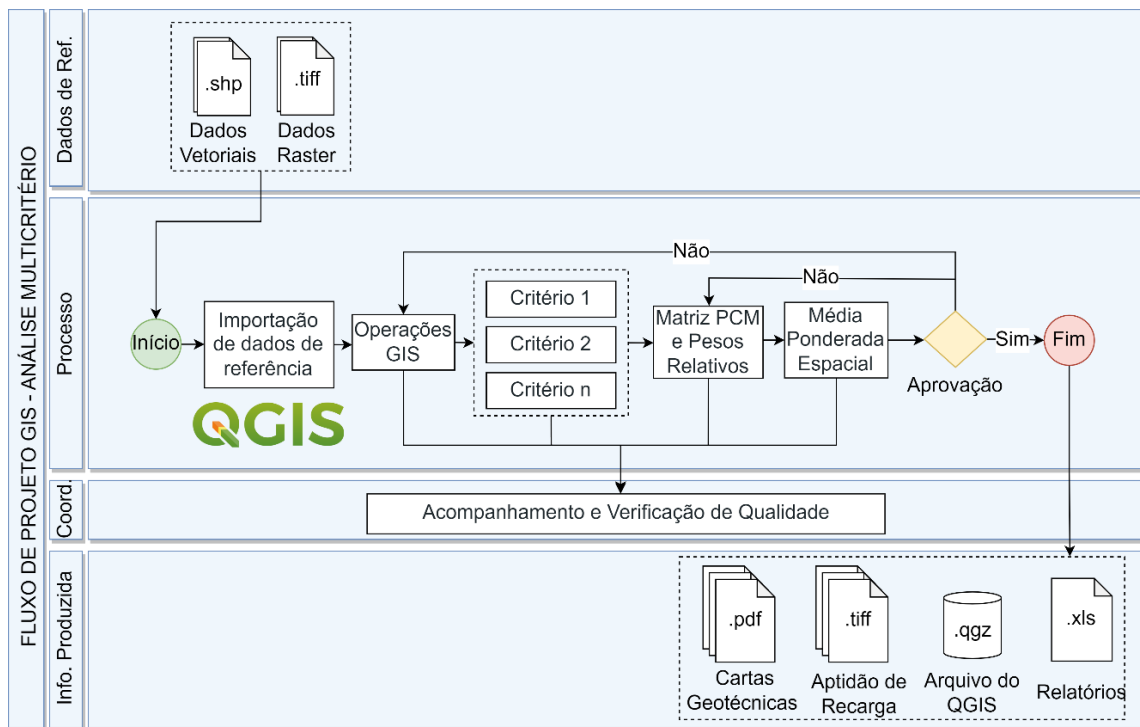 FLUXO DE PROJETO GIS - ANÁLISE MULTICRITÉRIO
Dados de Ref.
.shp
.tiff
Dados
Vetoriais
Dados
Raster
Processo
Não
Não
Início
Importação
de dados de
referência
QGIS
Operações
GIS
Critério 1
Critério 2
Critério n
Matriz PCM
e Pesos
Relativos
Média
Ponderada
Espacial
Aprovação
Sim
Fim
Coord.
Acompanhamento e Verificação de Qualidade
Info. Produzida
.pdf
.tiff
.qgz
.xls
Cartas
Geotécnicas
Aptidão de
Recarga
Arquivo do
QGIS
Relatórios